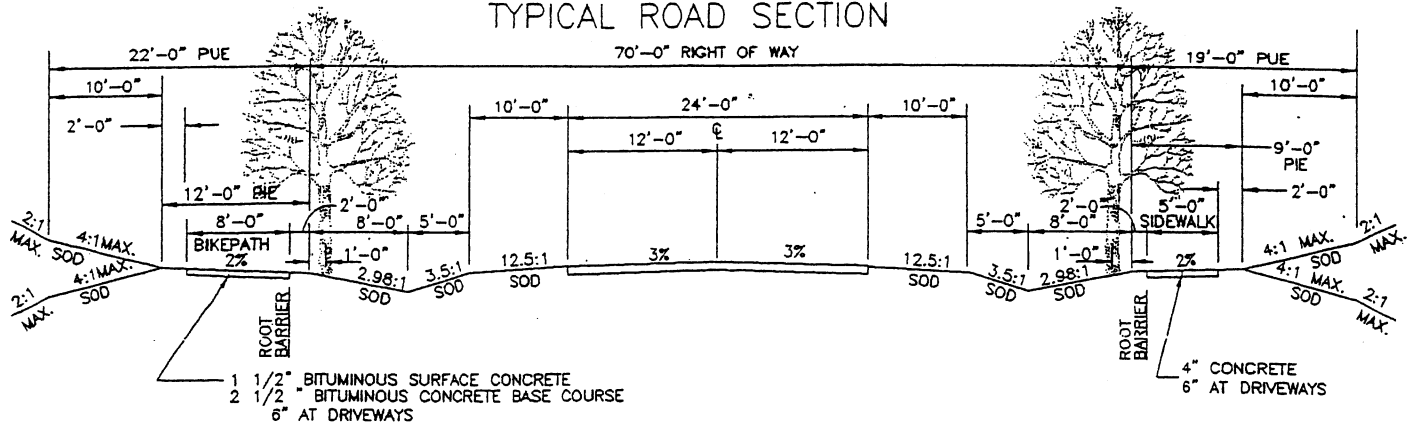 TYPICAL ROAD SECTION
22'-0" PUE
70'-0" RIGHT OF WAY
19'-0" PUE
10'-0"
10'-0"
24'-0"
10'-0"
10'-0"
2'-0"
℄
12'-0"
12'-0"
9'-0"
PIE
12'-0" PIE
2'-0"
2'-0"
2'-0"
8'-0"
8'-0"
5'-0"
5'-0"
8'-0"
5'-0"
SIDEWALK
BIKEPATH
2%
1'-0"
3%
3%
1'-0"
2%
2:1
MAX.
4:1 MAX.
SOD
4:1 MAX.
SOD
2:1
MAX.
2.98:1
SOD
3.5:1
SOD
12.5:1
SOD
12.5:1
SOD
3.5:1
SOD
2.98:1
SOD
4:1 MAX.
SOD
2:1
MAX.
4:1 MAX.
SOD
2:1
MAX.
ROOT
BARRIER
ROOT
BARRIER
1 1/2" BITUMINOUS SURFACE CONCRETE
2 1/2 " BITUMINOUS CONCRETE BASE COURSE
6" AT DRIVEWAYS
4" CONCRETE
6" AT DRIVEWAYS